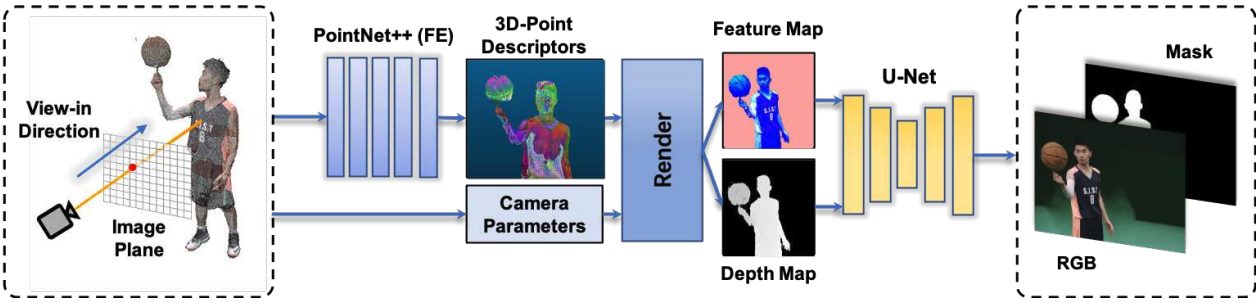 View-in
Direction
Image
Plane
PointNet++ (FE)
3D-Point
Descriptors
Camera
Parameters
Render
Feature Map
Depth Map
U-Net
Mask
RGB